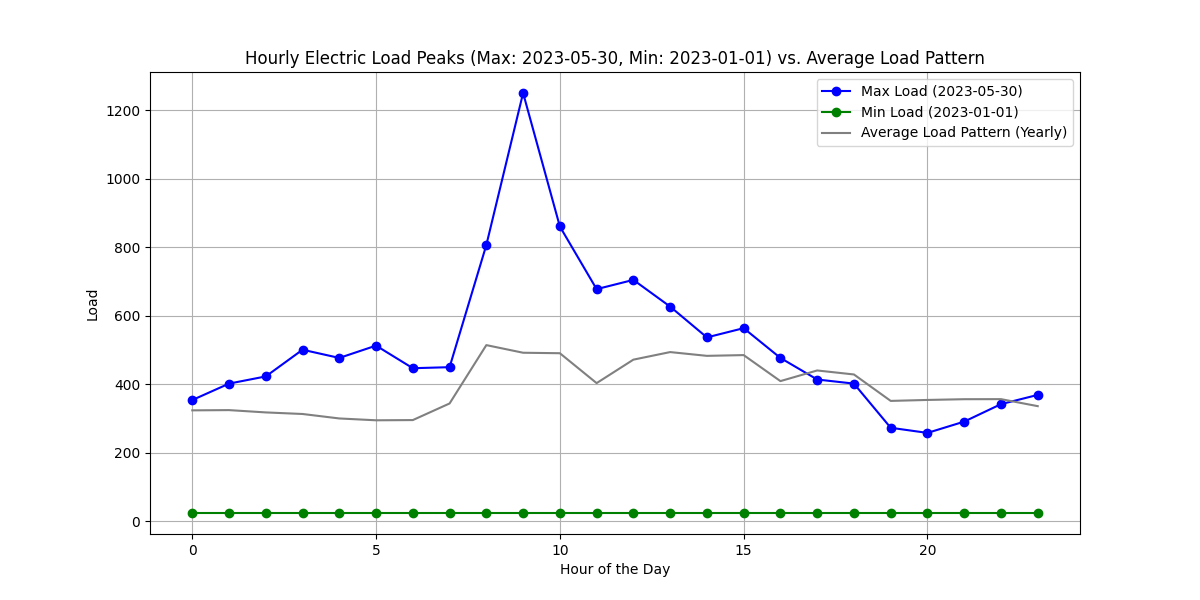 Hourly Electric Load Peaks (Max: 2023-05-30, Min: 2023-01-01) vs. Average Load Pattern
Max Load (2023-05-30)
Min Load (2023-01-01)
Average Load Pattern (Yearly)
1200
1000
800
600
400
200
0
Load
0 5 10 15 20
Hour of the Day